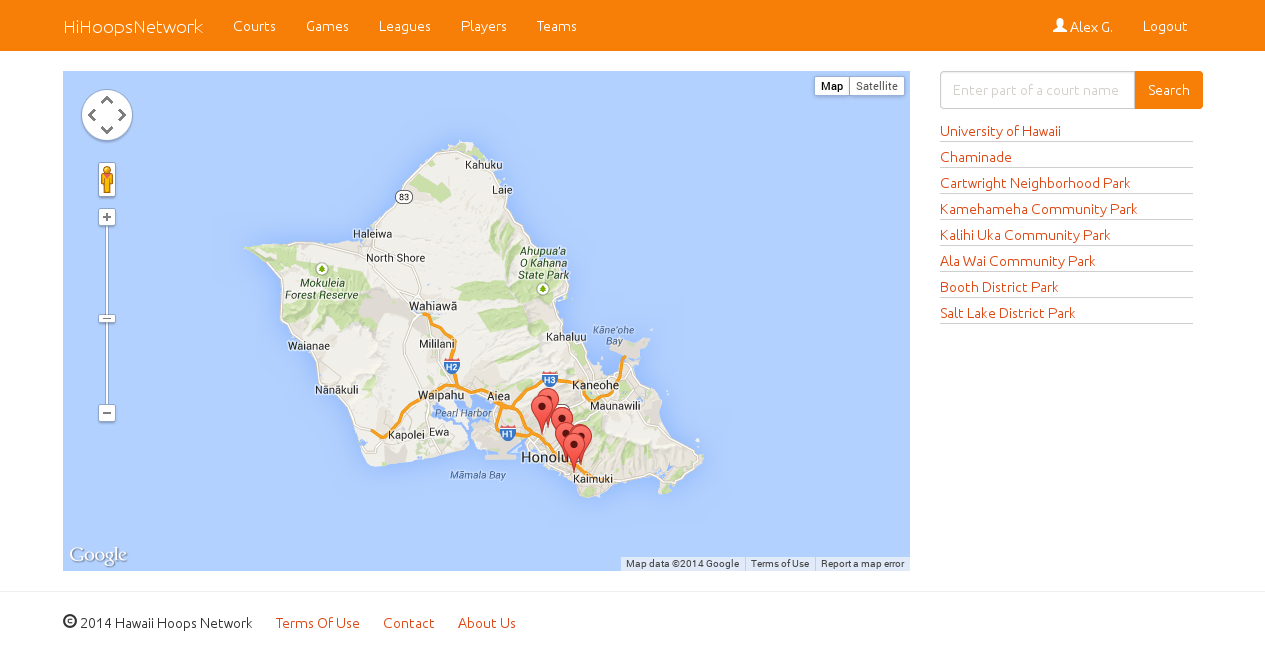 HiHoopsNetwork Courts Games Leagues Players Teams Alex G. Logout
Map Satellite
Enter part of a court name Search
University of Hawaii
Chaminade
Cartwright Neighborhood Park
Kamehameha Community Park
Kalihi Uka Community Park
Ala Wai Community Park
Booth District Park
Salt Lake District Park
Kahuku
Laie
83
Haleiwa
North Shore
Ahupua'a
O Kahana
State Park
Mokuleia
Forest Reserve
Wahiawā
Kāne'ohe
Bay
Kahaluu
Mililani
Waianae
H2
H3
Kaneohe
Nānākuli
Waipahu
Aiea
Maunawili
Pearl Harbor
Ewa
Kapolei
H1
Honolulu
Māmala Bay
Kaimuki
Google
Map data ©2014 Google Terms of Use Report a map error
© 2014 Hawaii Hoops Network Terms Of Use Contact About Us